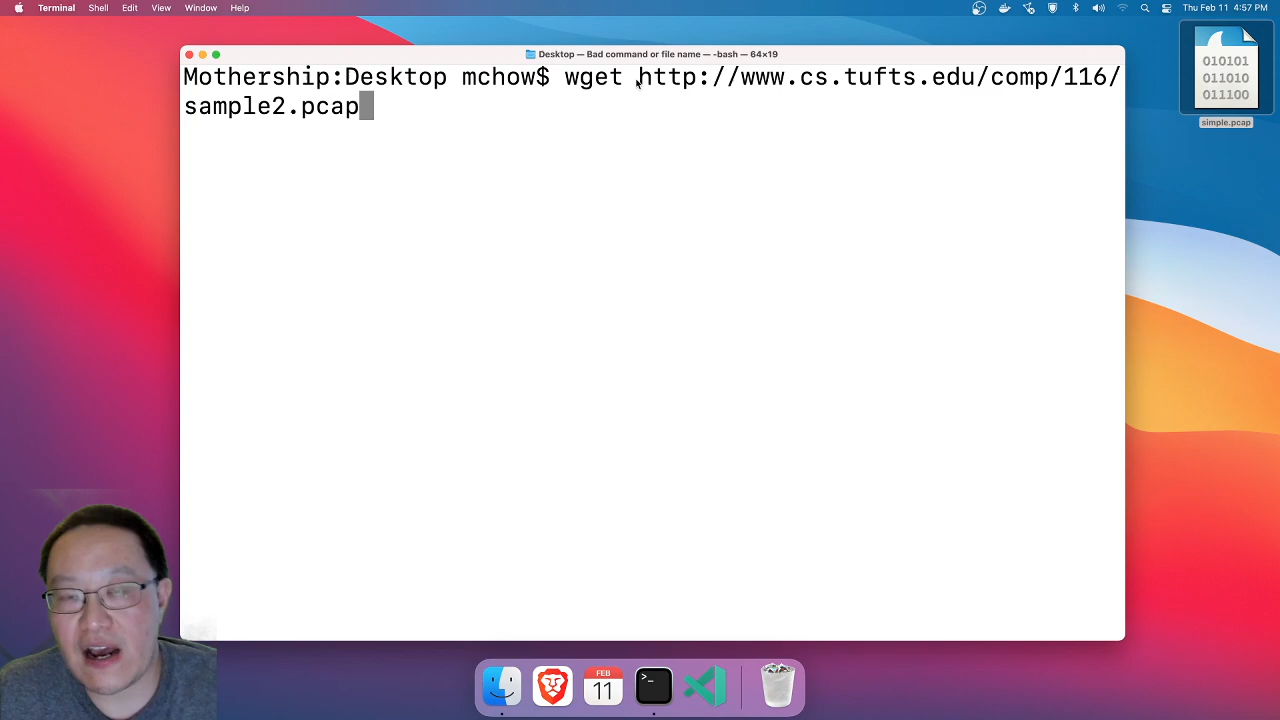 Terminal Shell Edit View Window Help Thu Feb 11 4:57 PM
Desktop — Bad command or file name — -bash — 64×19
Mothership:Desktop mchow$ wget http://www.cs.tufts.edu/comp/116/
sample2.pcap
010101
011010
011100
simple.pcap
FEB
11
>_